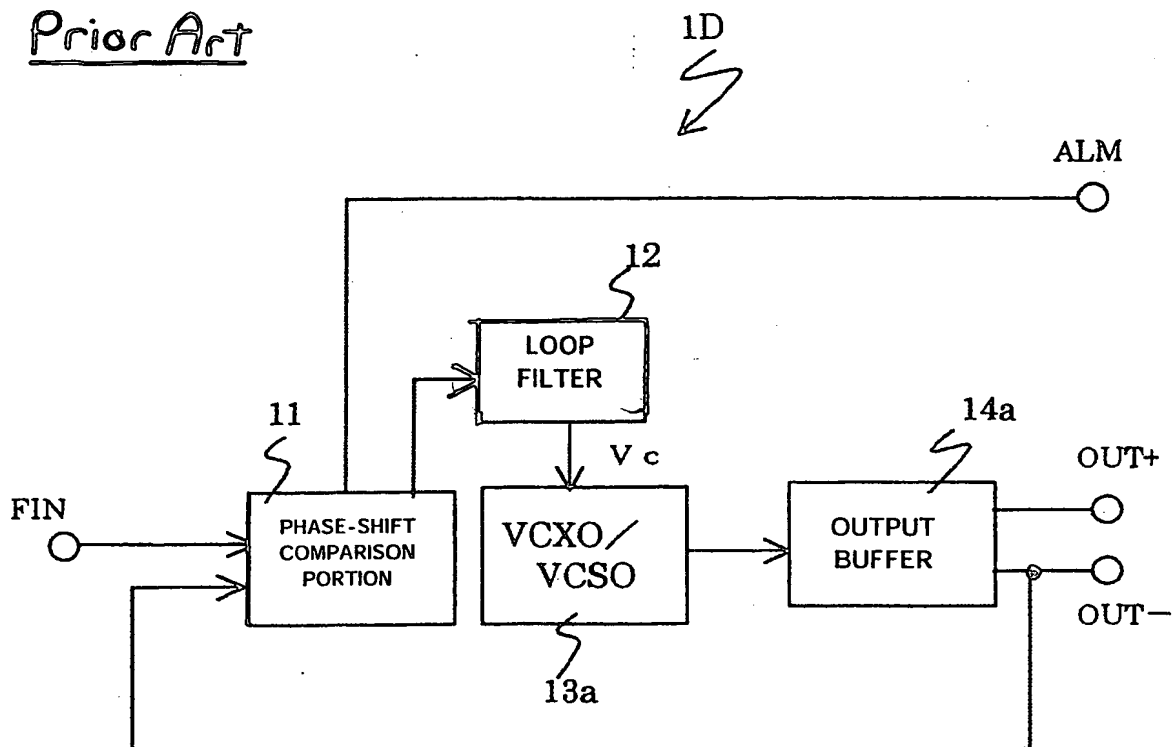 Prior Art
1D
ALM
12
LOOP
FILTER
11
Vc
14a
OUT+
FIN
PHASE-SHIFT
COMPARISON
PORTION
VCXO/
VCSO
OUTPUT
BUFFER
OUT−
13a